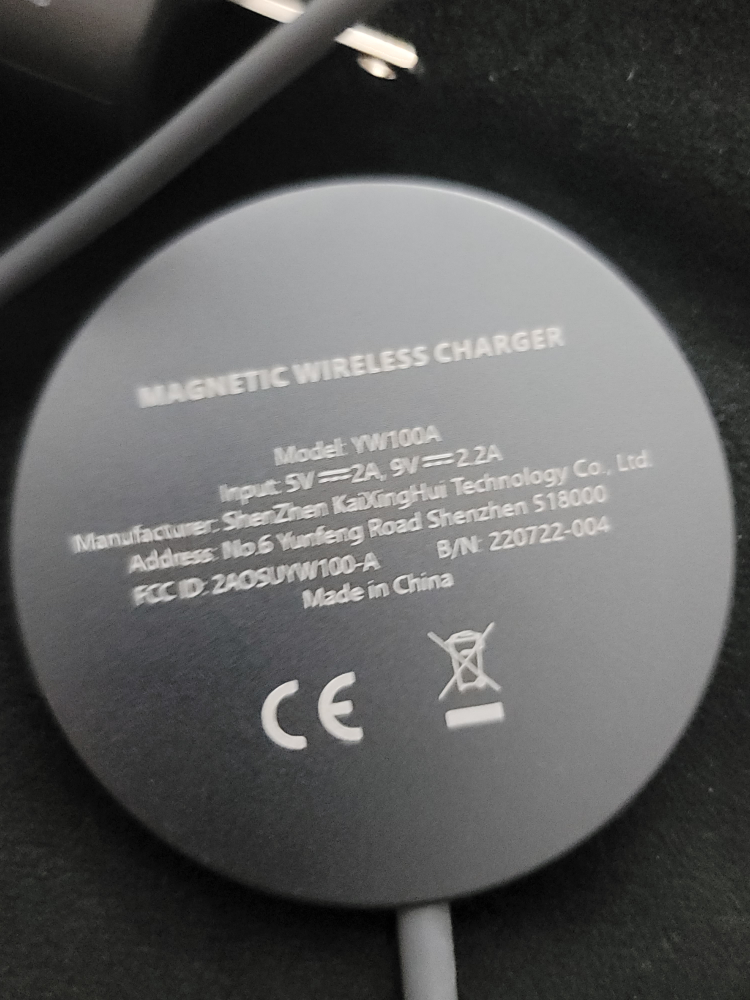 MAGNETIC WIRELESS CHARGER
Model: YW100A
Input: 5V⎓2A, 9V⎓2.2A
Manufacturer: ShenZhen KaiXingHui Technology Co., Ltd.
Address: No.6 Yunfeng Road Shenzhen 518000
FCC ID: 2AOSUYW100-A B/N: 220722-004
Made in China
CE